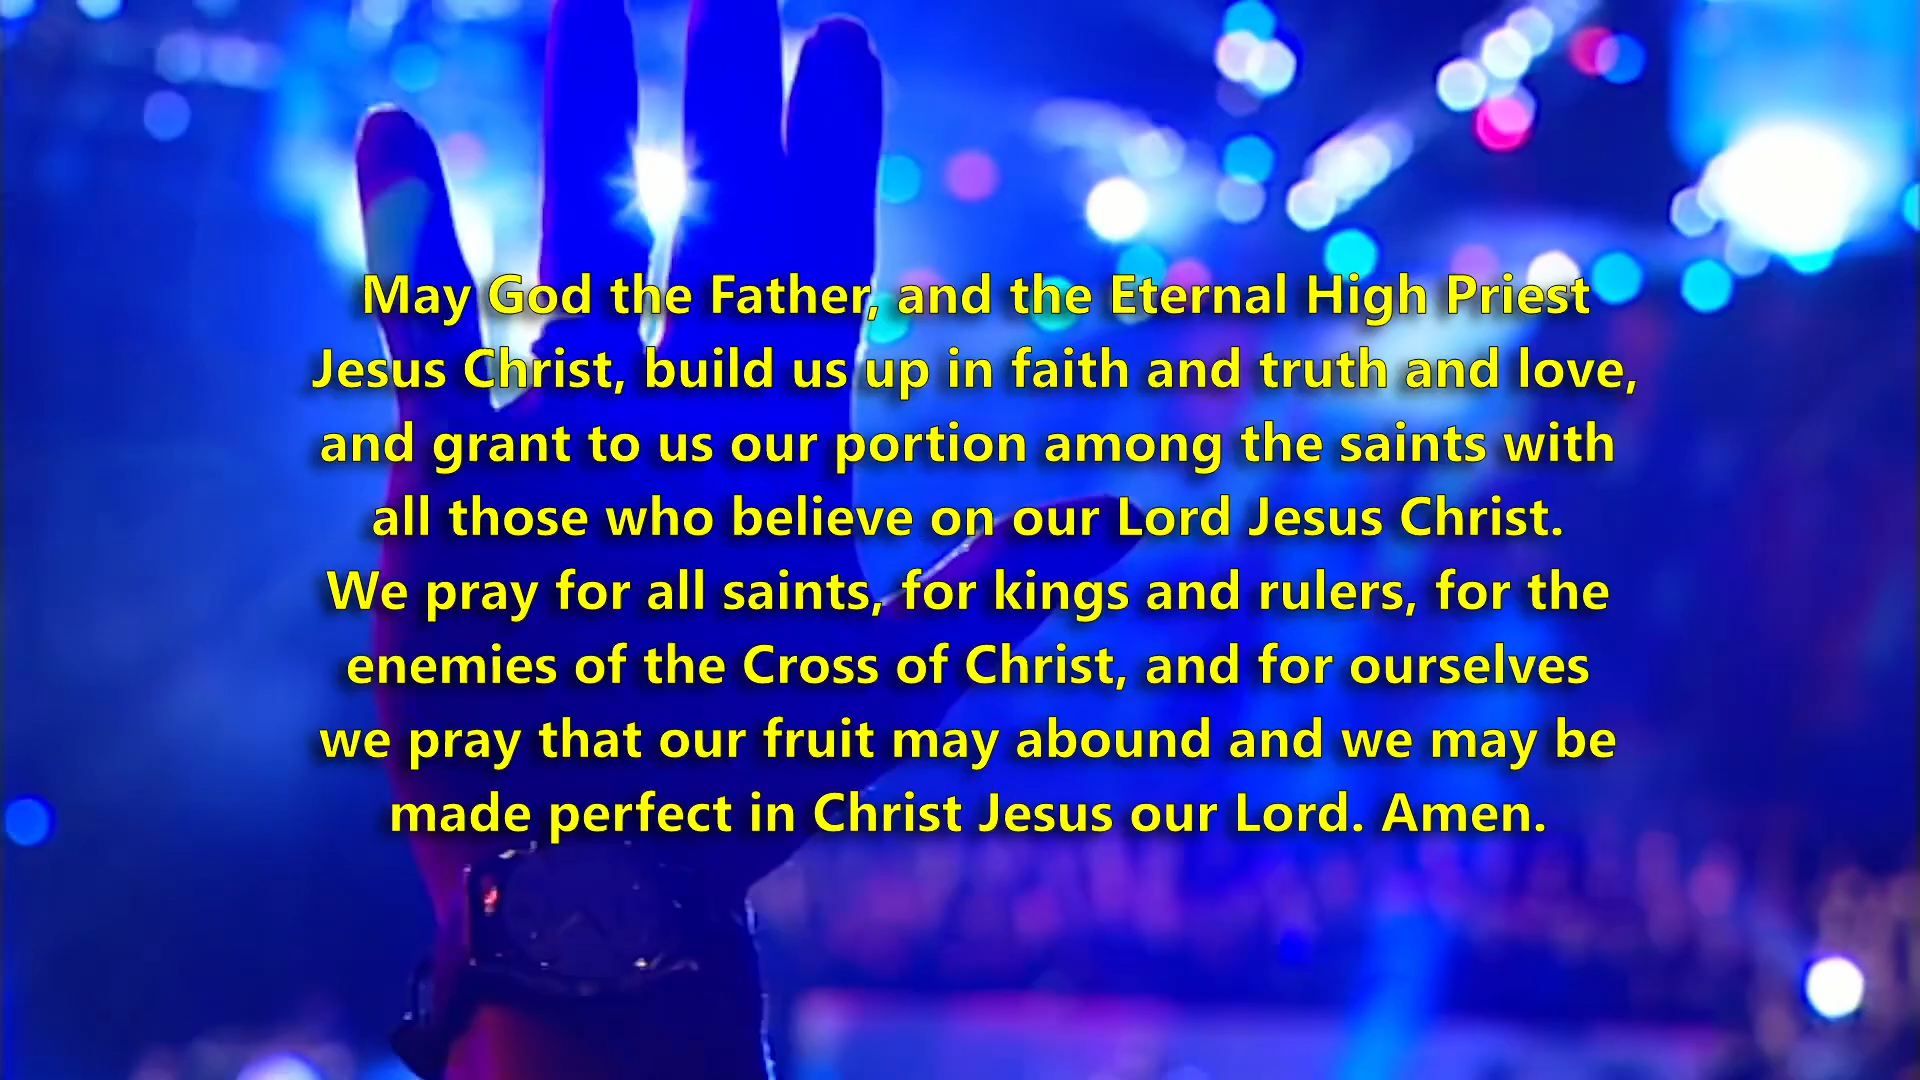 May God the Father, and the Eternal High Priest
Jesus Christ, build us up in faith and truth and love,
and grant to us our portion among the saints with
all those who believe on our Lord Jesus Christ.
We pray for all saints, for kings and rulers, for the
enemies of the Cross of Christ, and for ourselves
we pray that our fruit may abound and we may be
made perfect in Christ Jesus our Lord. Amen.